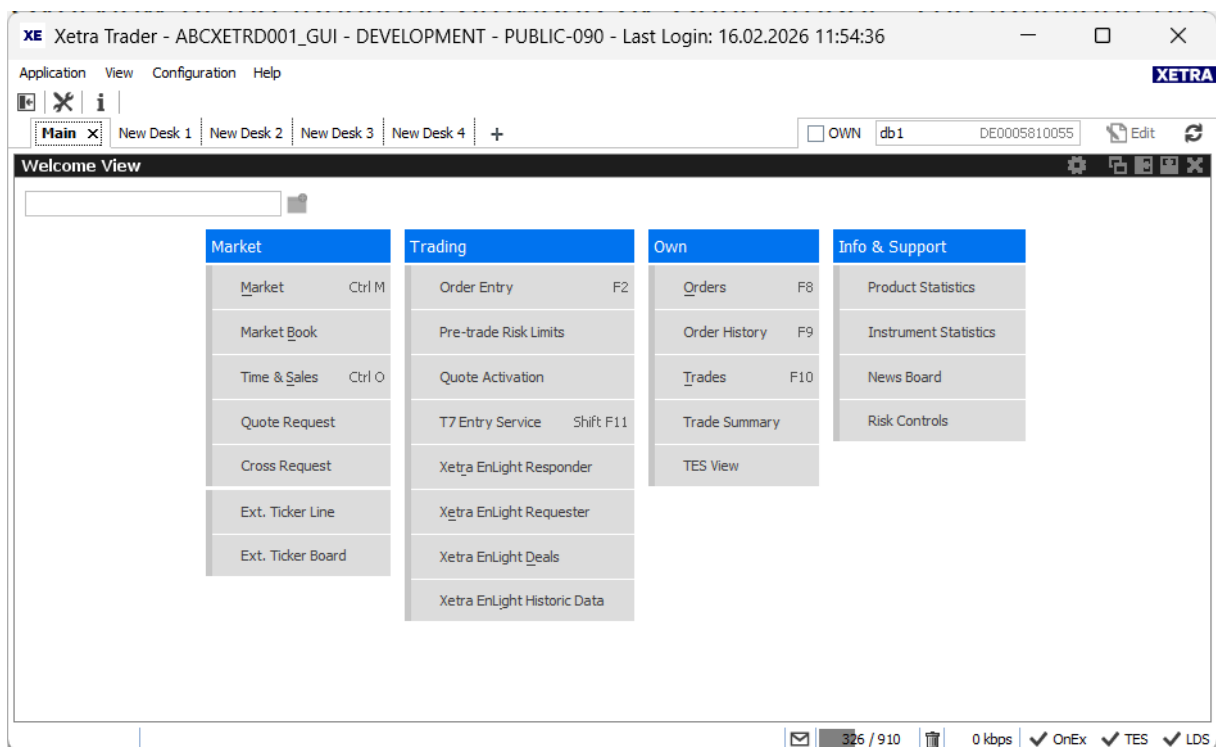 XE Xetra Trader - ABCXETRD001_GUI - DEVELOPMENT - PUBLIC-090 - Last Login: 16.02.2026 11:54:36
Application View Configuration Help
XETRA
Main New Desk 1 New Desk 2 New Desk 3 New Desk 4 +
OWN db1 DE0005810055 Edit
Welcome View
Market
Market Ctrl M
Market Book
Time & Sales Ctrl O
Quote Request
Cross Request
Ext. Ticker Line
Ext. Ticker Board
Trading
Order Entry F2
Pre-trade Risk Limits
Quote Activation
T7 Entry Service Shift F11
Xetra EnLight Responder
Xetra EnLight Requester
Xetra EnLight Deals
Xetra EnLight Historic Data
Own
Orders F8
Order History F9
Trades F10
Trade Summary
TES View
Info & Support
Product Statistics
Instrument Statistics
News Board
Risk Controls
326 / 910 0 kbps OnEx TES LDS